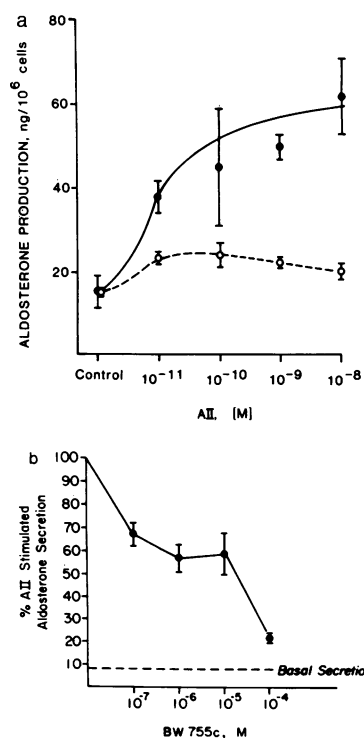 a
ALDOSTERONE PRODUCTION, ng/10⁶ cells
80
60
40
20
0
Control 10⁻¹¹ 10⁻¹⁰ 10⁻⁹ 10⁻⁸
AII, [M]
b
% AII Stimulated
Aldosterone Secretion
100
90
80
70
60
50
40
30
20
10
Basal Secretion
10⁻⁷ 10⁻⁶ 10⁻⁵ 10⁻⁴
BW 755c, M